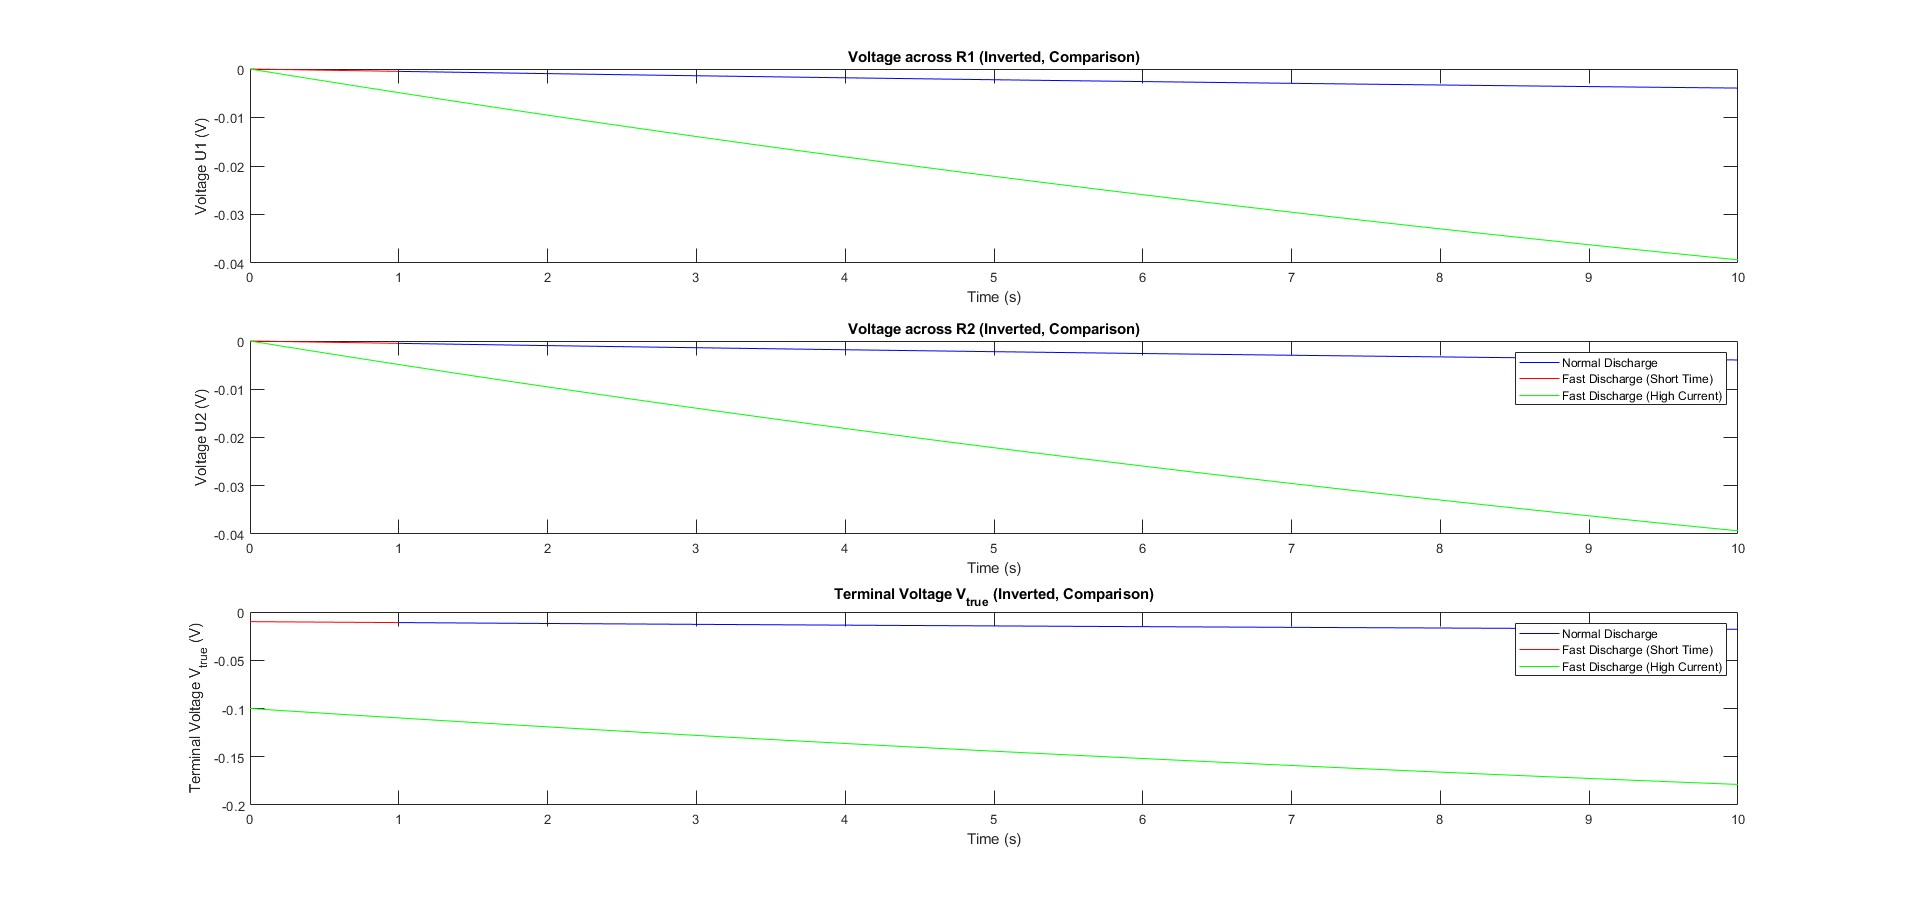 Voltage across R1 (Inverted, Comparison)
Voltage U1 (V)
0
-0.01
-0.02
-0.03
-0.04
0 1 2 3 4 5 6 7 8 9 10
Time (s)
Voltage across R2 (Inverted, Comparison)
Voltage U2 (V)
0
-0.01
-0.02
-0.03
-0.04
Normal Discharge
Fast Discharge (Short Time)
Fast Discharge (High Current)
0 1 2 3 4 5 6 7 8 9 10
Time (s)
Terminal Voltage Vtrue (Inverted, Comparison)
Terminal Voltage Vtrue (V)
0
-0.05
-0.1
-0.15
-0.2
Normal Discharge
Fast Discharge (Short Time)
Fast Discharge (High Current)
0 1 2 3 4 5 6 7 8 9 10
Time (s)